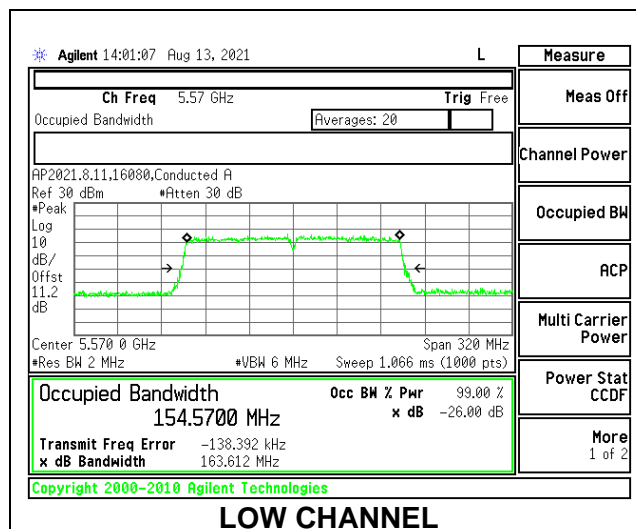 Agilent 14:01:07 Aug 13, 2021 L Measure
Ch Freq 5.57 GHz Trig Free
Meas Off
Occupied Bandwidth Averages: 20
Channel Power
AP2021.8.11,16080,Conducted A
Ref 30 dBm #Atten 30 dB
#Peak
Log
10
dB/
Offst
11.2
dB
Occupied BW
ACP
Multi Carrier
Power
Center 5.570 0 GHz Span 320 MHz
#Res BW 2 MHz #VBW 6 MHz Sweep 1.066 ms (1000 pts)
Power Stat
CCDF
Occupied Bandwidth Occ BW % Pwr 99.00 %
154.5700 MHz x dB -26.00 dB
Transmit Freq Error -138.392 kHz
x dB Bandwidth 163.612 MHz
More
1 of 2
Copyright 2000-2010 Agilent Technologies
LOW CHANNEL